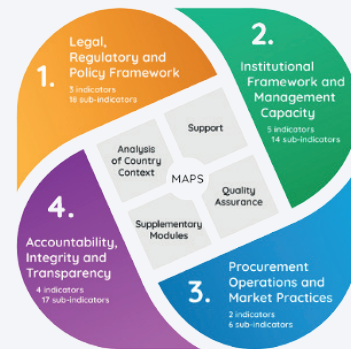 1.
Legal,
Regulatory and
Policy Framework
3 indicators
18 sub-indicators
2.
Institutional
Framework and
Management
Capacity
5 indicators
14 sub-indicators
Analysis
of Country
Context
Support
MAPS
Supplementary
Modules
Quality
Assurance
4.
Accountability,
Integrity and
Transparency
4 indicators
17 sub-indicators
3.
Procurement
Operations and
Market Practices
2 indicators
6 sub-indicators